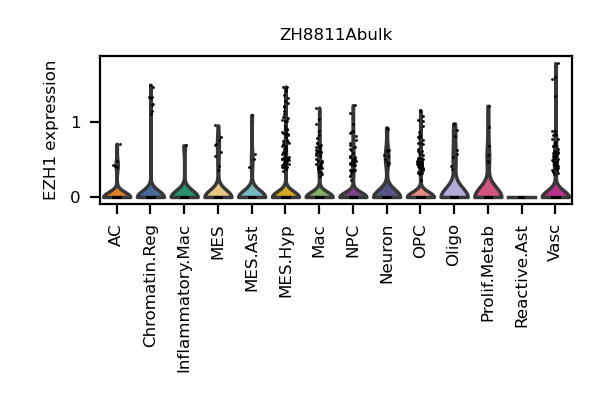 ZH8811Abulk
EZH1 expression
1
0
AC
Chromatin.Reg
Inflammatory.Mac
MES
MES.Ast
MES.Hyp
Mac
NPC
Neuron
OPC
Oligo
Prolif.Metab
Reactive.Ast
Vasc